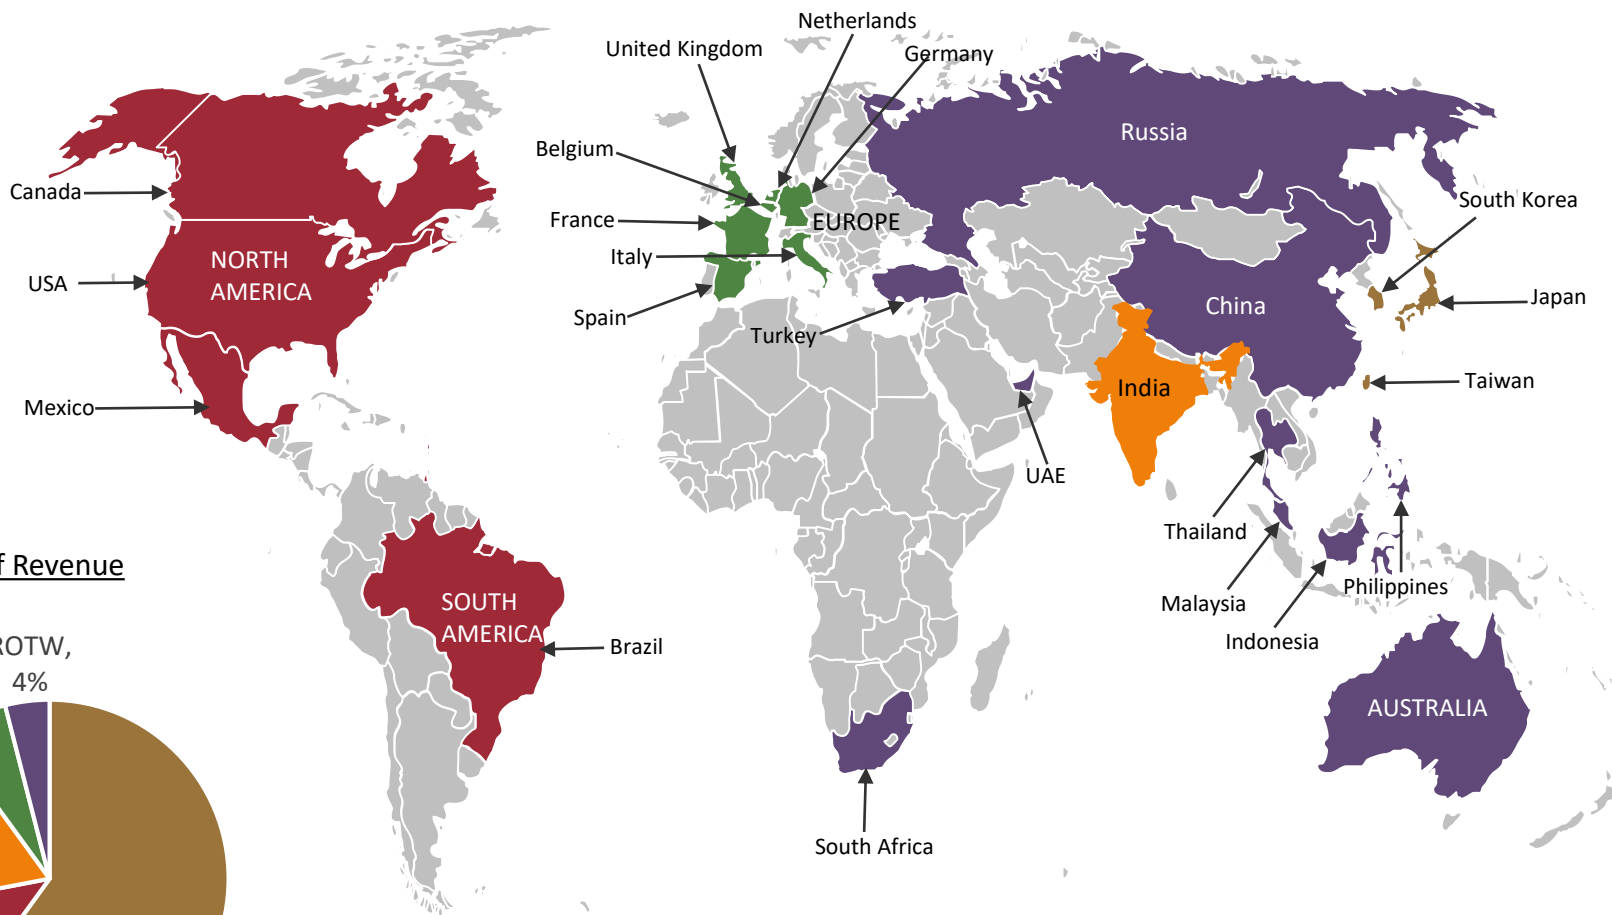 Netherlands
United Kingdom
Germany
Russia
Belgium
Canada
South Korea
France
EUROPE
Italy
NORTH
AMERICA
USA
China
Japan
Spain
Turkey
India
Taiwan
Mexico
UAE
Thailand
f Revenue
Philippines
SOUTH
AMERICA
Malaysia
Indonesia
ROTW,
4%
Brazil
AUSTRALIA
South Africa